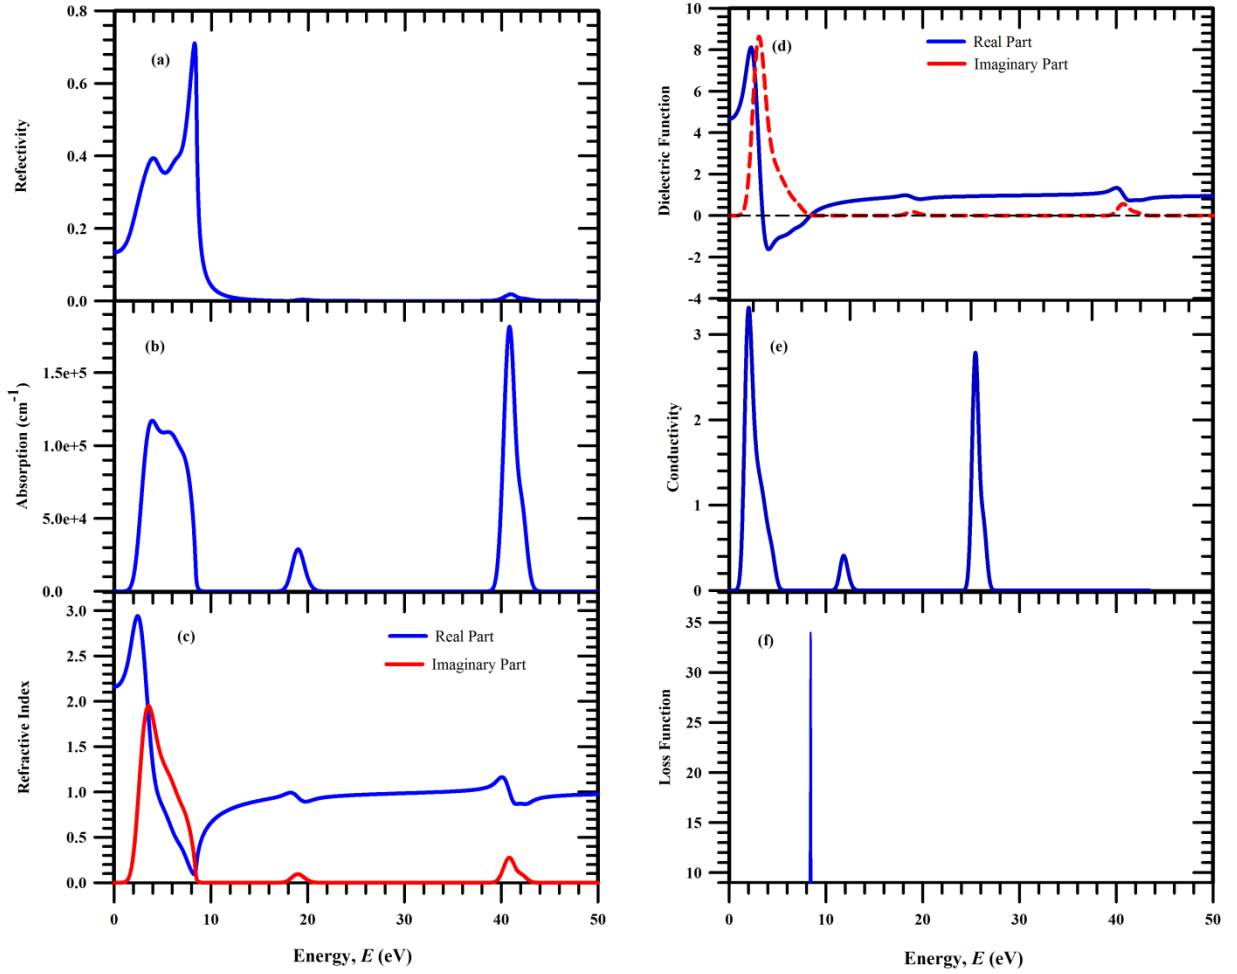 0.8
0.6
0.4
0.2
0.0
Refectivity
(a)
1.5e+5
1.0e+5
5.0e+4
0.0
Absorption (cm⁻¹)
(b)
3.0
2.5
2.0
1.5
1.0
0.5
0.0
Refractive Index
(c)
Real Part
Imaginary Part
0 10 20 30 40 50
Energy, E (eV)
10
8
6
4
2
0
-2
-4
Dielectric Function
(d)
Real Part
Imaginary Part
3
2
1
0
Conductivity
(e)
35
30
25
20
15
10
Loss Function
(f)
0 10 20 30 40 50
Energy, E (eV)